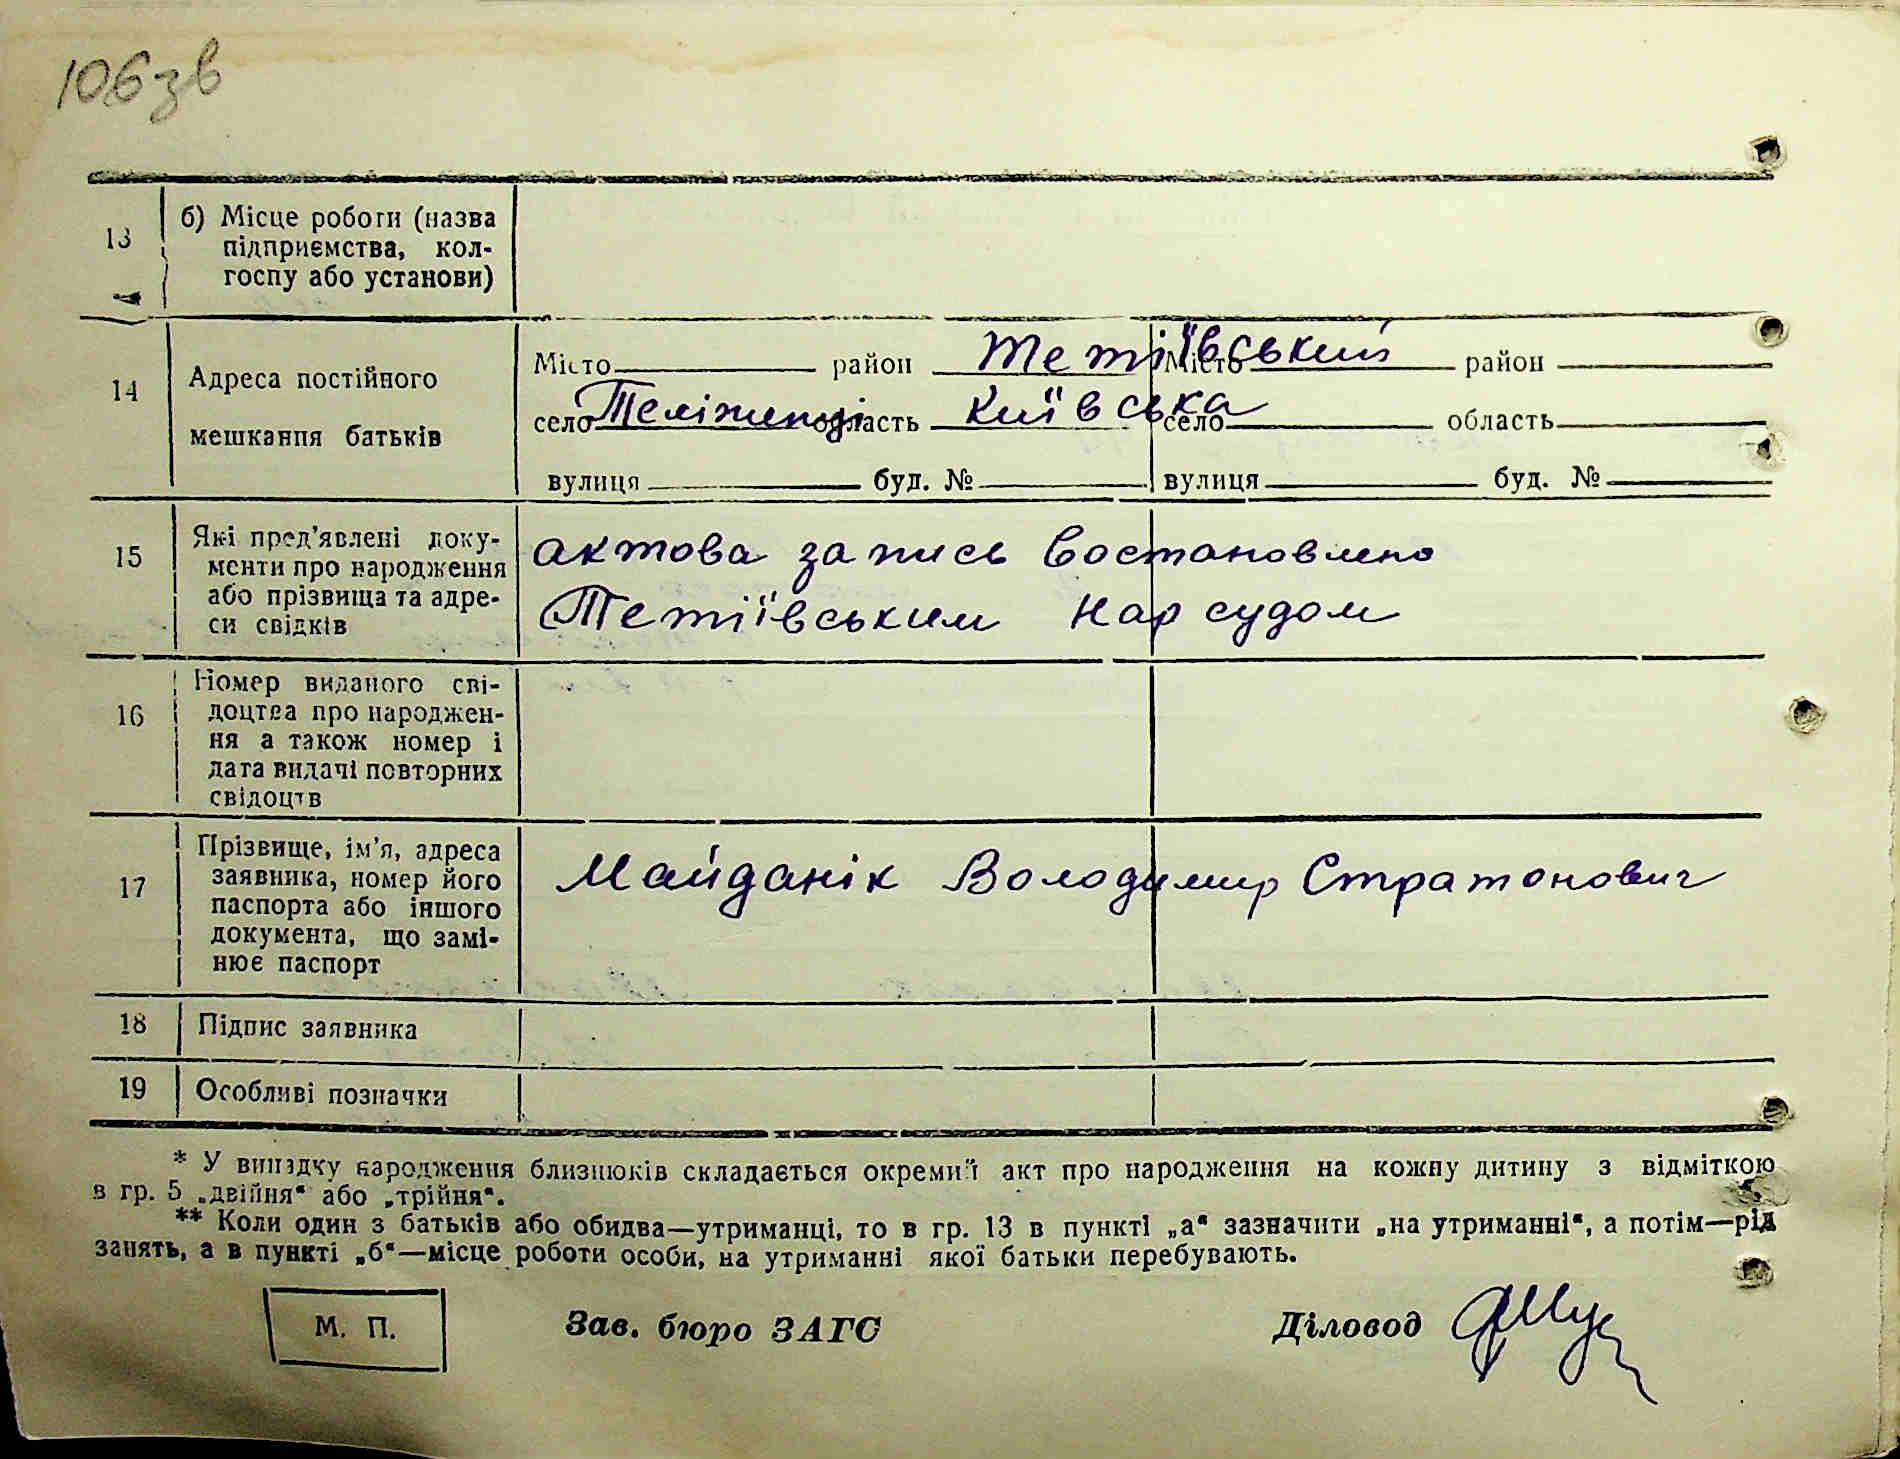 106 зв
13 б) Місце роботи (назва
підприємства, кол-
госпу або установи)
14 Адреса постійного
мешкання батьків
Місто район Тетіївський Місто район
село Теліжинці область Київська село область
вулиця буд. № вулиця буд. №
15 Які пред'явлені доку-
менти про народження
або прізвища та адре-
си свідків
актова запись востановлено
Тетіївським Нар судом
16 Номер виданого сві-
доцтва про народжен-
ня а також номер і
дата видачі повторних
свідоцтв
17 Прізвище, ім'я, адреса
заявника, номер його
паспорта або іншого
документа, що замі-
нює паспорт
Майданік Володимир Стратонович
18 Підпис заявника
19 Особливі позначки
* У випадку народження близнюків складається окремий акт про народження на кожну дитину з відміткою
в гр. 5 „двійня“ або „трійня“.
** Коли один з батьків або обидва—утриманці, то в гр. 13 в пункті „а“ зазначити „на утриманні“, а потім—рід
занять, а в пункті „б“—місце роботи особи, на утриманні якої батьки перебувають.
М. П. Зав. бюро ЗАГС Діловод